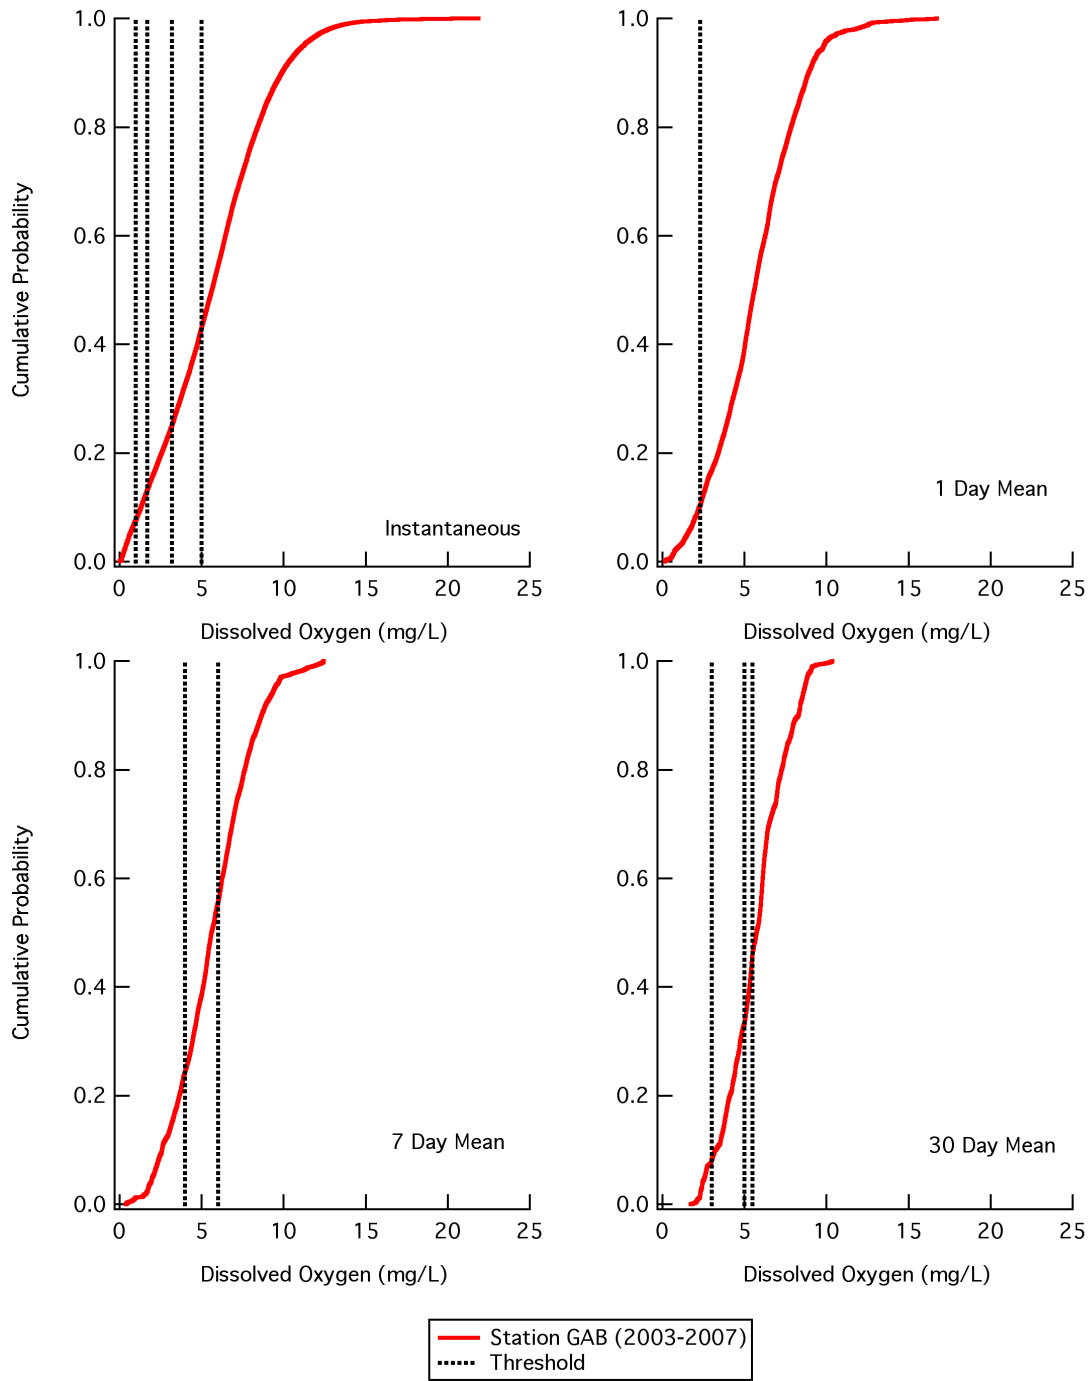 Cumulative Probability
1.0
0.8
0.6
0.4
0.2
0.0
Instantaneous
0 5 10 15 20 25
Dissolved Oxygen (mg/L)
1.0
0.8
0.6
0.4
0.2
0.0
1 Day Mean
0 5 10 15 20 25
Dissolved Oxygen (mg/L)
Cumulative Probability
1.0
0.8
0.6
0.4
0.2
0.0
7 Day Mean
0 5 10 15 20 25
Dissolved Oxygen (mg/L)
1.0
0.8
0.6
0.4
0.2
0.0
30 Day Mean
0 5 10 15 20 25
Dissolved Oxygen (mg/L)
Station GAB (2003-2007)
Threshold